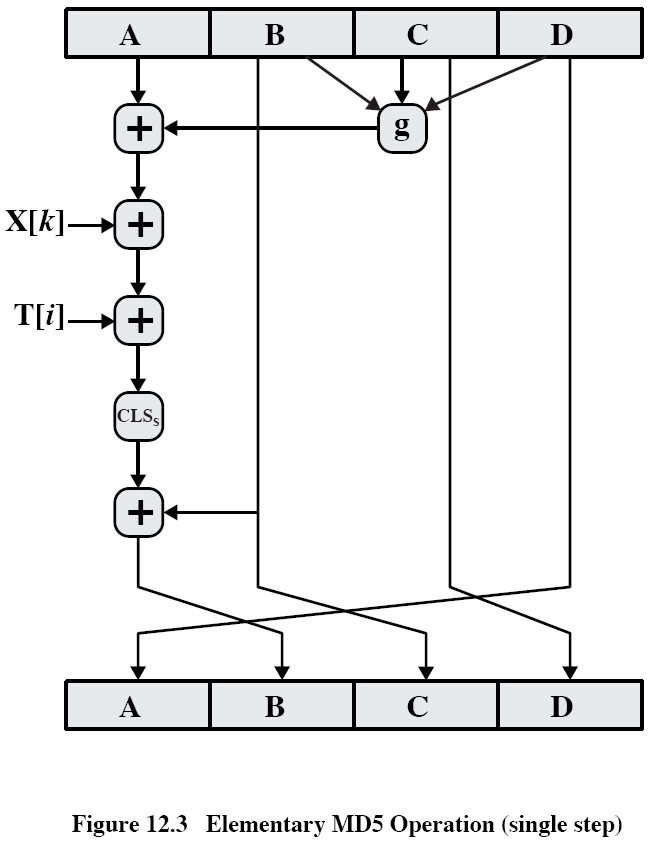 A B C D
+ g
X[k] +
T[i] +
CLSs
+
A B C D
Figure 12.3 Elementary MD5 Operation (single step)